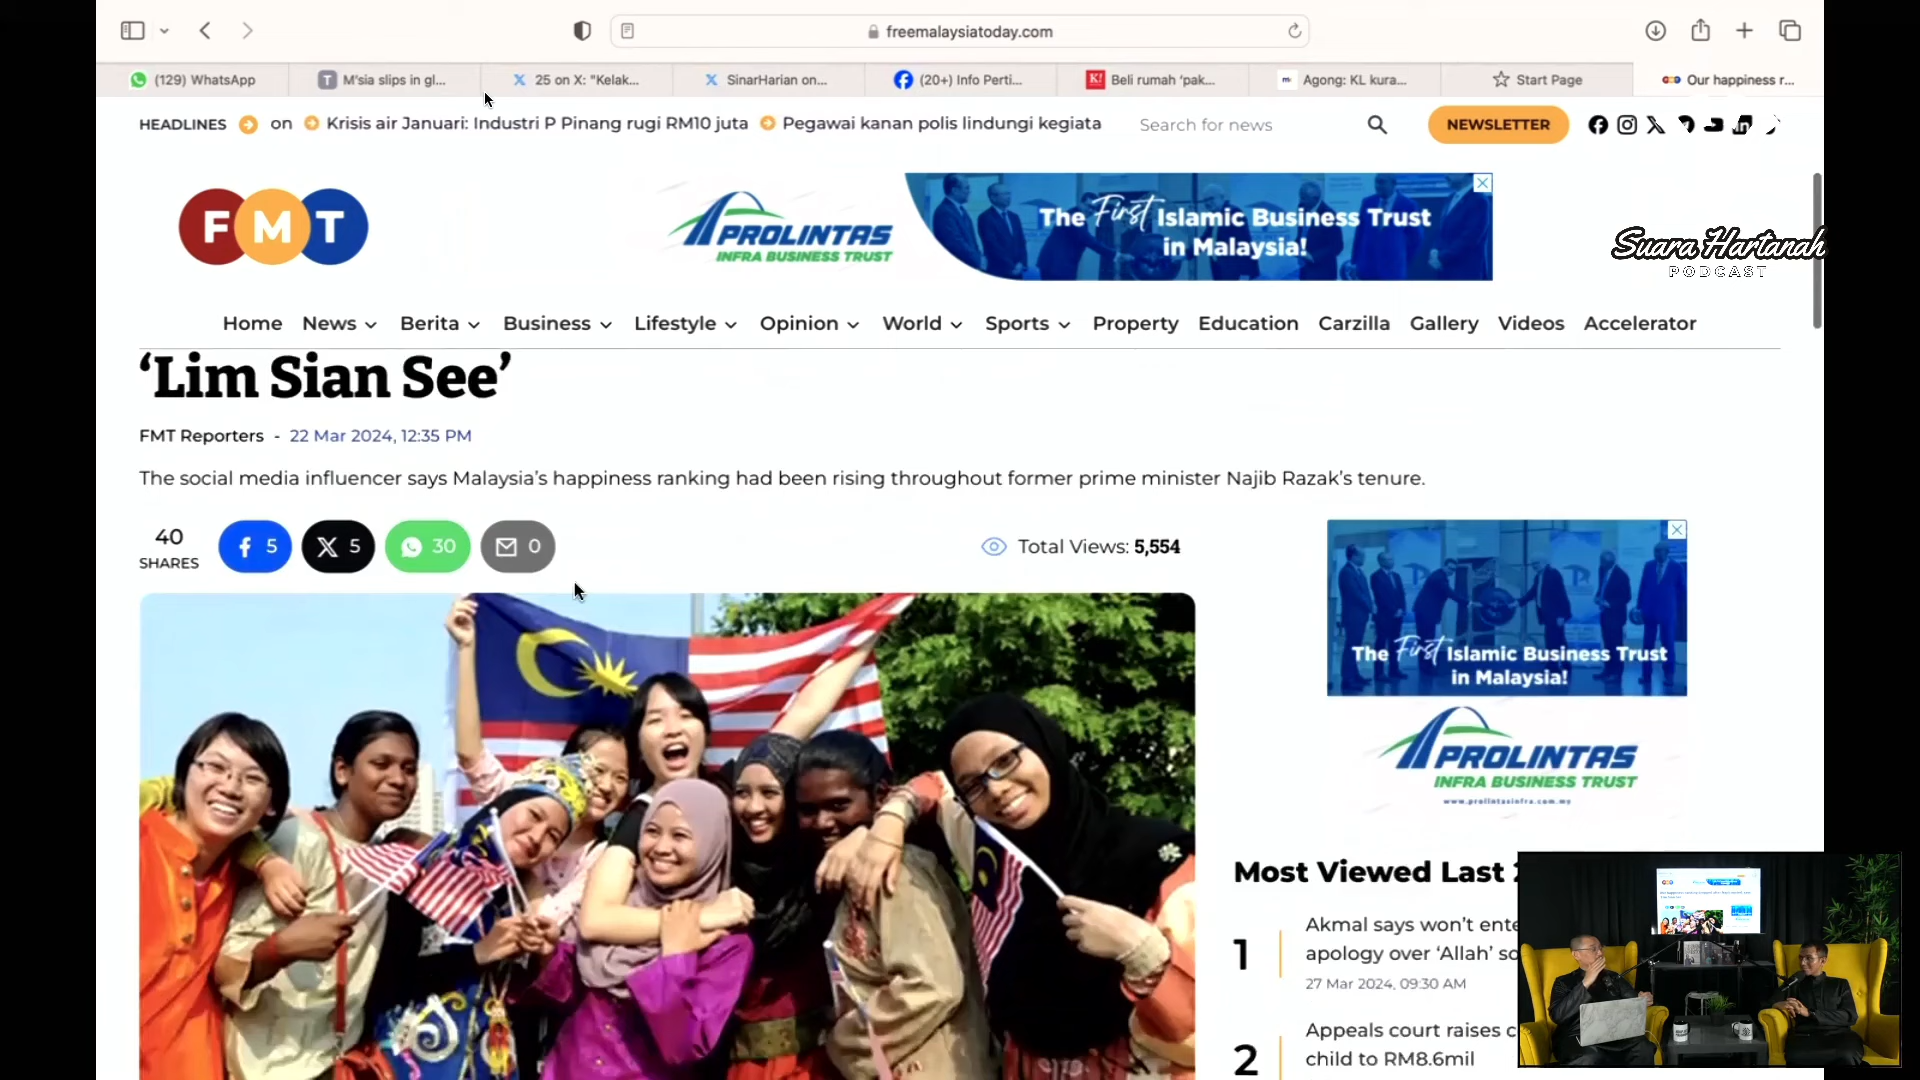 freemalaysiatoday.com
(129) WhatsApp
M'sia slips in gl...
25 on X: "Kelak...
SinarHarian on...
(20+) Info Perti...
Beli rumah 'pak...
Agong: KL kura...
Start Page
Our happiness r...
HEADLINES on Krisis air Januari: Industri P Pinang rugi RM10 juta Pegawai kanan polis lindungi kegiata
Search for news
NEWSLETTER
FMT
PROLINTAS
INFRA BUSINESS TRUST
The First Islamic Business Trust
in Malaysia!
Suara Hartanah
PODCAST
Home News Berita Business Lifestyle Opinion World Sports Property Education Carzilla Gallery Videos Accelerator
‘Lim Sian See’
FMT Reporters - 22 Mar 2024, 12:35 PM
The social media influencer says Malaysia’s happiness ranking had been rising throughout former prime minister Najib Razak’s tenure.
40
SHARES
5
5
30
0
Total Views: 5,554
The First Islamic Business Trust
in Malaysia!
PROLINTAS
INFRA BUSINESS TRUST
www.prolintasinfra.com.my
Most Viewed Last
1
Akmal says won’t ente
apology over ‘Allah’ so
27 Mar 2024, 09:30 AM
2
Appeals court raises c
child to RM8.6mil